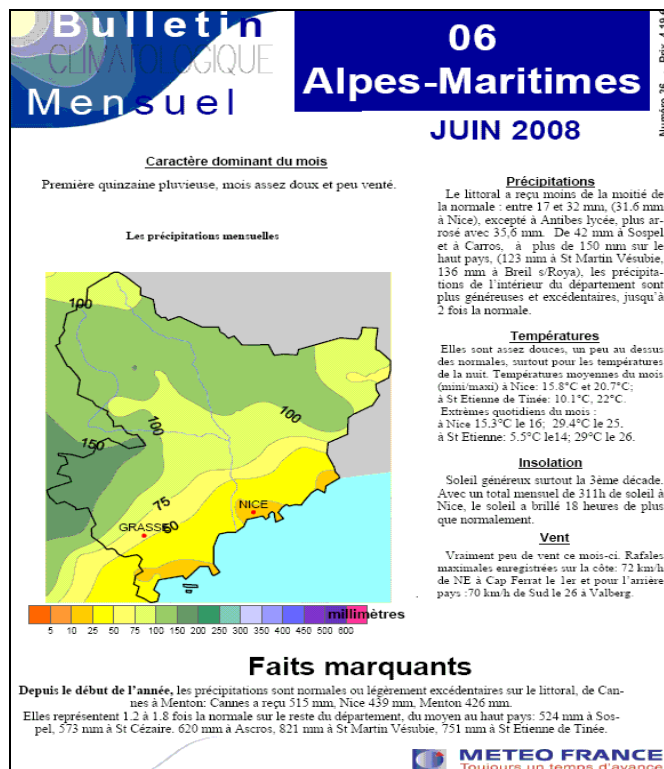 Bulletin
CLIMATOLOGIQUE
Mensuel
06
Alpes-Maritimes
JUIN 2008
Numéro 26 Prix 4,19 €
Caractère dominant du mois
Première quinzaine pluvieuse, mois assez doux et peu venté.
Les précipitations mensuelles
100
100
100
150
75
50
NICE
GRASSE
millimètres
5 10 25 50 75 100 150 200 250 300 350 400 450 500 600
Précipitations
Le littoral a reçu moins de la moitié de
la normale : entre 17 et 32 mm, (31.6 mm
à Nice), excepté à Antibes lycée, plus ar-
rosé avec 35,6 mm. De 42 mm à Sospel
et à Carros, à plus de 150 mm sur le
haut pays, (123 mm à St Martin Vésubie,
136 mm à Breil s/Roya), les précipita-
tions de l'intérieur du département sont
plus généreuses et excédentaires, jusqu'à
2 fois la normale.
Températures
Elles sont assez douces, un peu au dessus
des normales, surtout pour les températures
de la nuit. Températures moyennes du mois
(mini/maxi) à Nice: 15.8°C et 20.7°C;
à St Etienne de Tinée: 10.1°C, 22°C.
Extrêmes quotidiens du mois :
à Nice 15.3°C le 16; 29.4°C le 25.
à St Etienne: 5.5°C le14; 29°C le 26.
Insolation
Soleil généreux surtout la 3ème décade.
Avec un total mensuel de 311h de soleil à
Nice, le soleil a brillé 18 heures de plus
que normalement.
Vent
Vraiment peu de vent ce mois-ci. Rafales
maximales enregistrées sur la côte: 72 km/h
de NE à Cap Ferrat le 1er et pour l'arrière
pays :70 km/h de Sud le 26 à Valberg.
Faits marquants
Depuis le début de l'année, les précipitations sont normales ou légèrement excédentaires sur le littoral, de Can-
nes à Menton: Cannes a reçu 515 mm, Nice 439 mm, Menton 426 mm.
Elles représentent 1.2 à 1.8 fois la normale sur le reste du département, du moyen au haut pays: 524 mm à Sos-
pel, 573 mm à St Cézaire. 620 mm à Ascros, 821 mm à St Martin Vésubie, 751 mm à St Etienne de Tinée.
METEO FRANCE
Toujours un temps d'avance